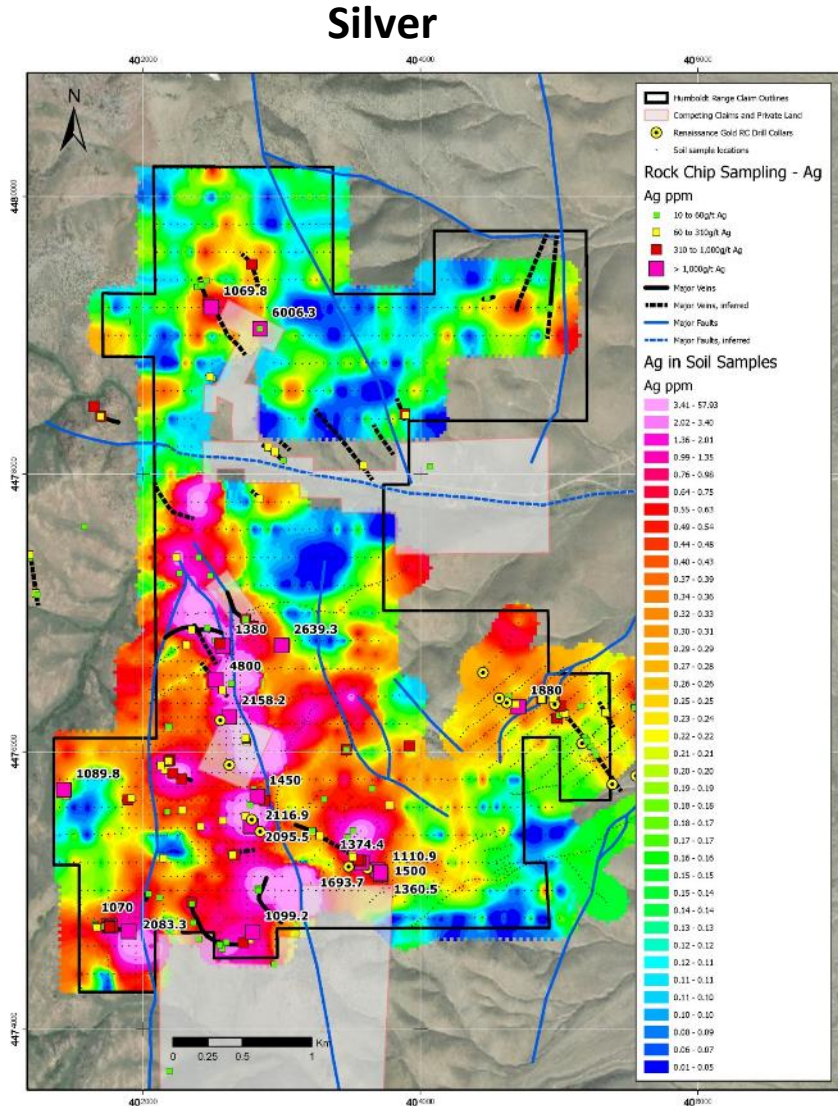 Silver
402000
404000
406000
N
4480000
4478000
4476000
4474000
1069.8
6006.3
1380
2639.3
4800
2158.2
1880
1089.8
1450
2116.9
2095.5
1374.4
1110.9
1693.7
1500
1360.5
1070
2083.3
1099.2
Km
0
0.25
0.5
1
402000
404000
406000
Humboldt Range Claim Outlines
Competing Claims and Private Land
Renaissance Gold RC Drill Collars
Soil sample locations
Rock Chip Sampling - Ag
Ag ppm
10 to 60g/t Ag
60 to 310g/t Ag
310 to 1,000g/t Ag
> 1,000g/t Ag
Major Veins
Major Veins, inferred
Major Faults
Major Faults, inferred
Ag in Soil Samples
Ag ppm
3.41 - 57.93
2.02 - 3.40
1.36 - 2.01
0.99 - 1.35
0.76 - 0.98
0.64 - 0.75
0.55 - 0.63
0.49 - 0.54
0.44 - 0.48
0.40 - 0.43
0.37 - 0.39
0.34 - 0.36
0.32 - 0.33
0.30 - 0.31
0.29 - 0.29
0.27 - 0.28
0.26 - 0.26
0.25 - 0.25
0.23 - 0.24
0.22 - 0.22
0.21 - 0.21
0.20 - 0.20
0.19 - 0.19
0.18 - 0.18
0.17 - 0.17
0.16 - 0.16
0.15 - 0.15
0.14 - 0.14
0.13 - 0.13
0.12 - 0.12
0.11 - 0.11
0.11 - 0.10
0.10 - 0.10
0.08 - 0.09
0.06 - 0.07
0.01 - 0.05